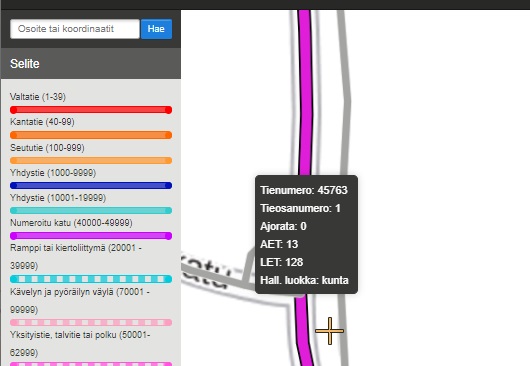 Osoite tai koordinaatit
Hae
Selite
Valtatie (1-39)
Kantatie (40-99)
Seututie (100-999)
Yhdystie (1000-9999)
Yhdystie (10001-19999)
Numeroitu katu (40000-49999)
Ramppi tai kiertoliittymä (20001 -
39999)
Kävelyn ja pyöräilyn väylä (70001 -
99999)
Yksityistie, talvitie tai polku (50001-
62999)
Tienumero: 45763
Tieosanumero: 1
Ajorata: 0
AET: 13
LET: 128
Hall. luokka: kunta